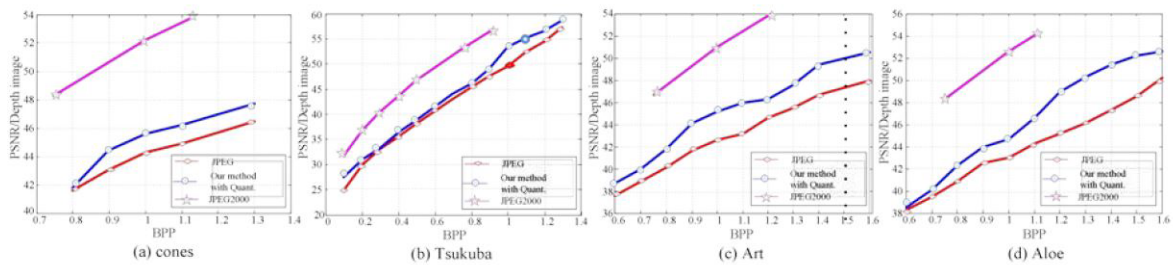 PSNR/Depth image
54
52
50
48
46
44
42
40
0.7 0.8 0.9 1 1.1 1.2 1.3 1.4
BPP
JPEG
Our method
with Quant.
JPEG2000
(a) cones
PSNR/Depth image
60
55
50
45
40
35
30
25
20
0 0.2 0.4 0.6 0.8 1 1.2 1.4
BPP
JPEG
Our method
with Quant.
JPEG2000
(b) Tsukuba
PSNR/Depth image
54
52
50
48
46
44
42
40
38
36
0.6 0.7 0.8 0.9 1 1.1 1.2 1.3 1.4 1.5 1.6
BPP
JPEG
Our method
with Quant.
JPEG2000
(c) Art
PSNR/Depth image
56
54
52
50
48
46
44
42
40
38
0.6 0.7 0.8 0.9 1.0 1.1 1.2 1.3 1.4 1.5 1.6
BPP
JPEG
Our method
with Quant.
JPEG2000
(d) Aloe